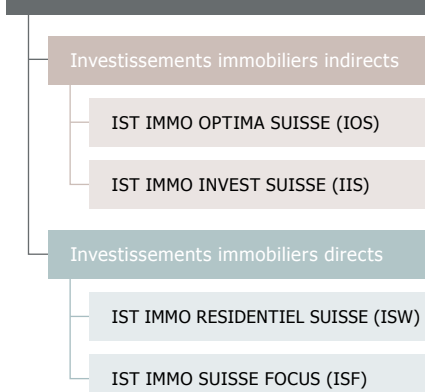 Investissements immobiliers indirects
IST IMMO OPTIMA SUISSE (IOS)
IST IMMO INVEST SUISSE (IIS)
Investissements immobiliers directs
IST IMMO RESIDENTIEL SUISSE (ISW)
IST IMMO SUISSE FOCUS (ISF)